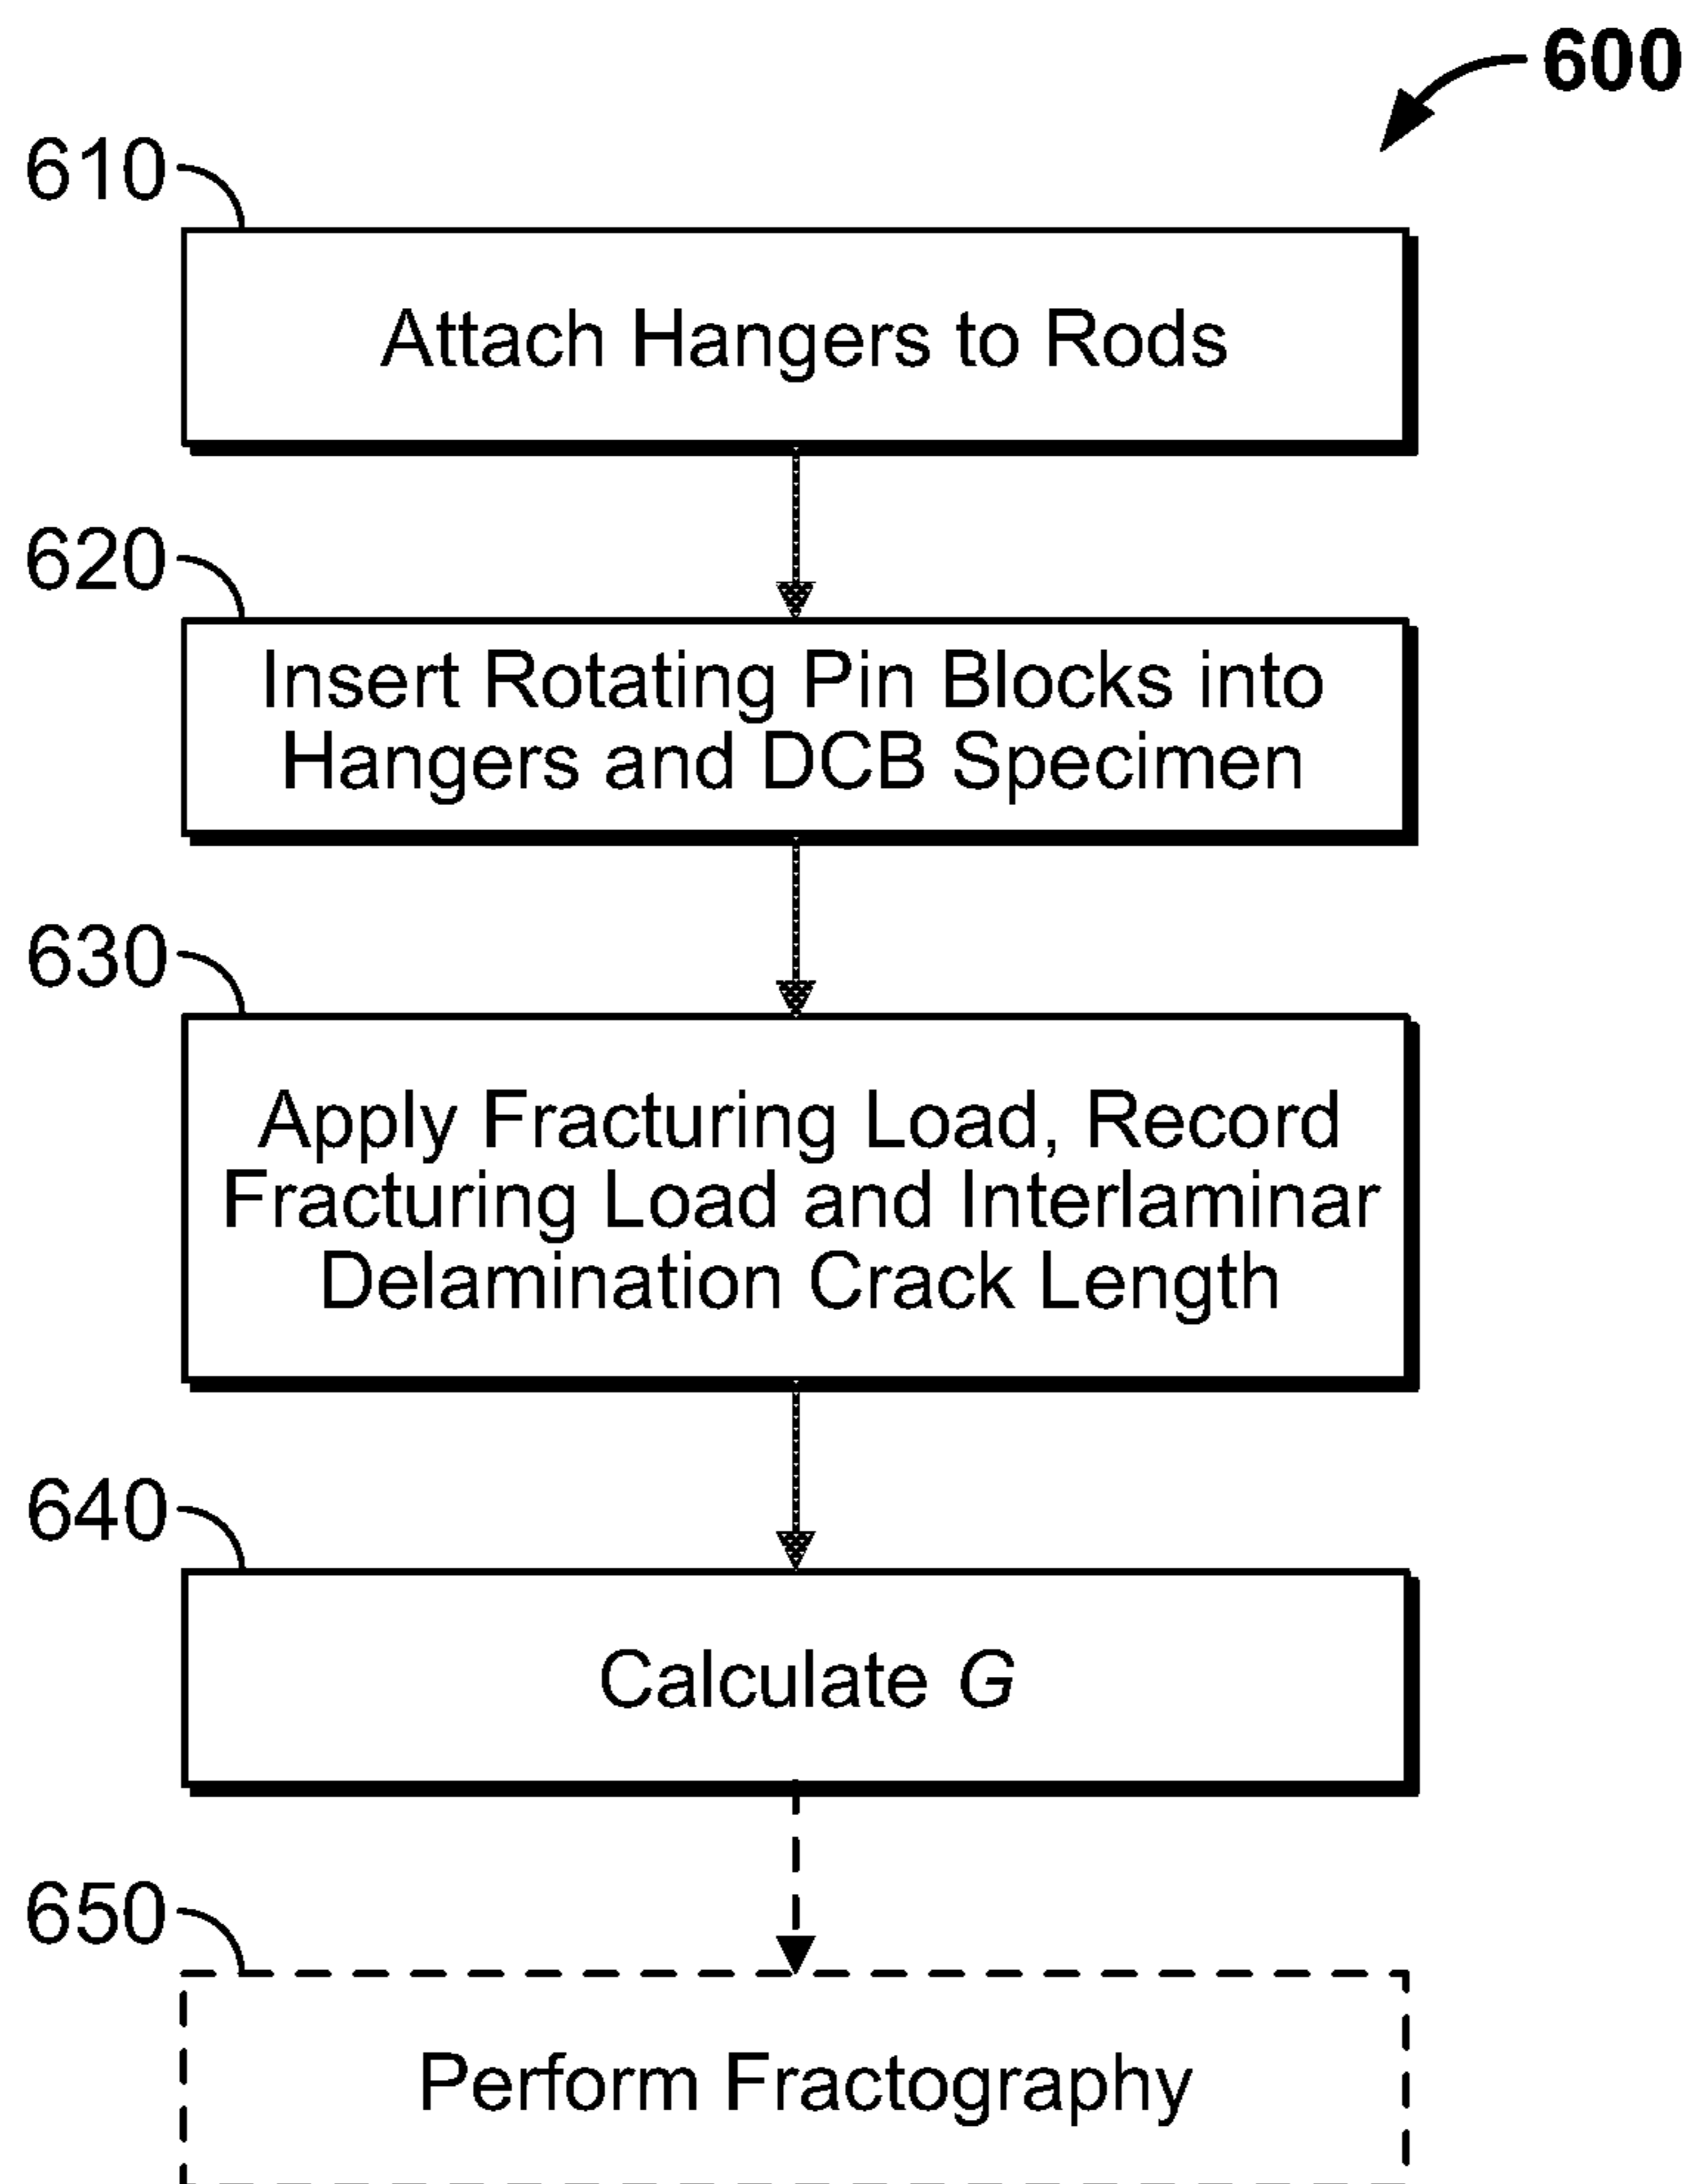 600
610
Attach Hangers to Rods
620
Insert Rotating Pin Blocks into
Hangers and DCB Specimen
630
Apply Fracturing Load, Record
Fracturing Load and Interlaminar
Delamination Crack Length
640
Calculate G
650
Perform Fractography